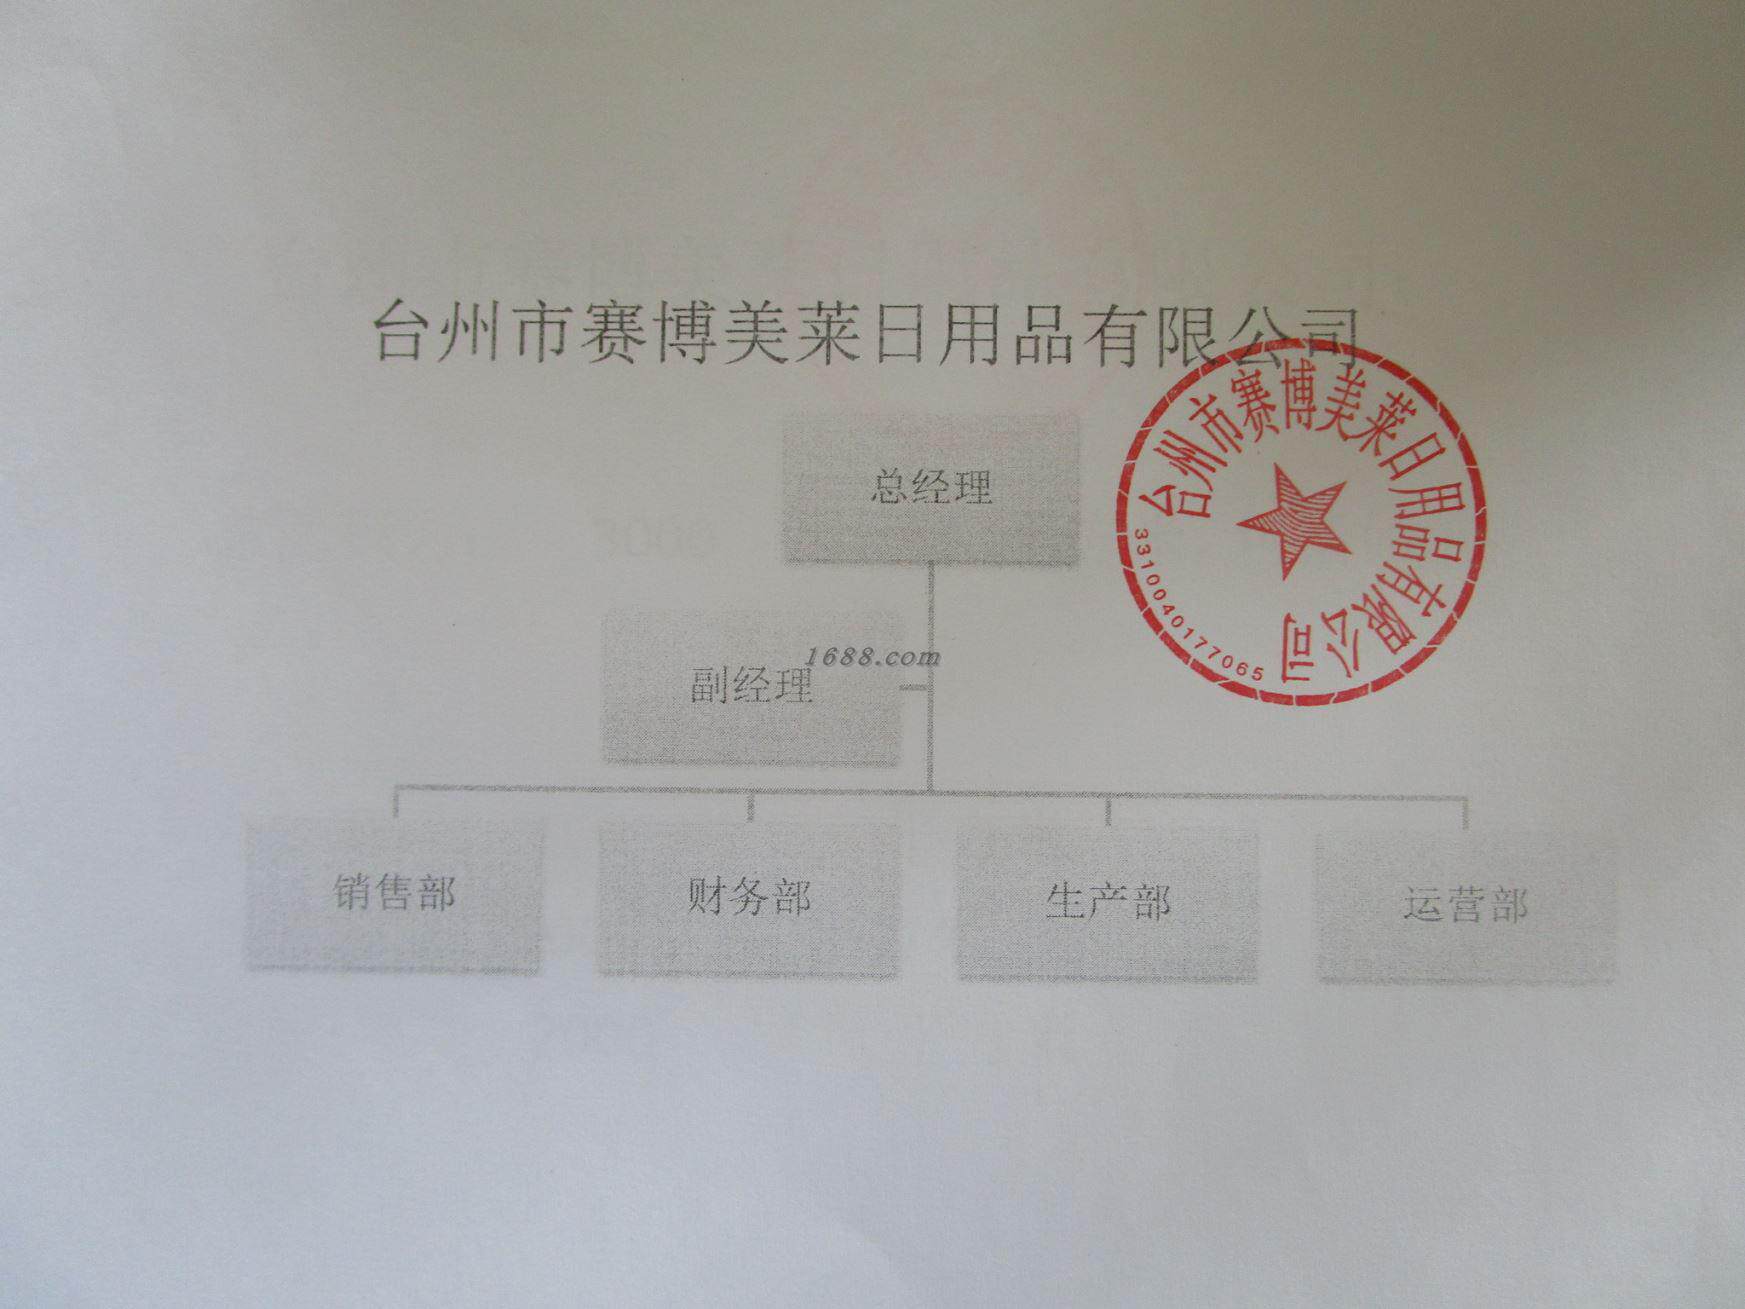 台州市赛博美莱日用品有限公司
台州市赛博美莱日用品有限公司
3310040177065
总经理
1688.com
副经理
销售部
财务部
生产部
运营部